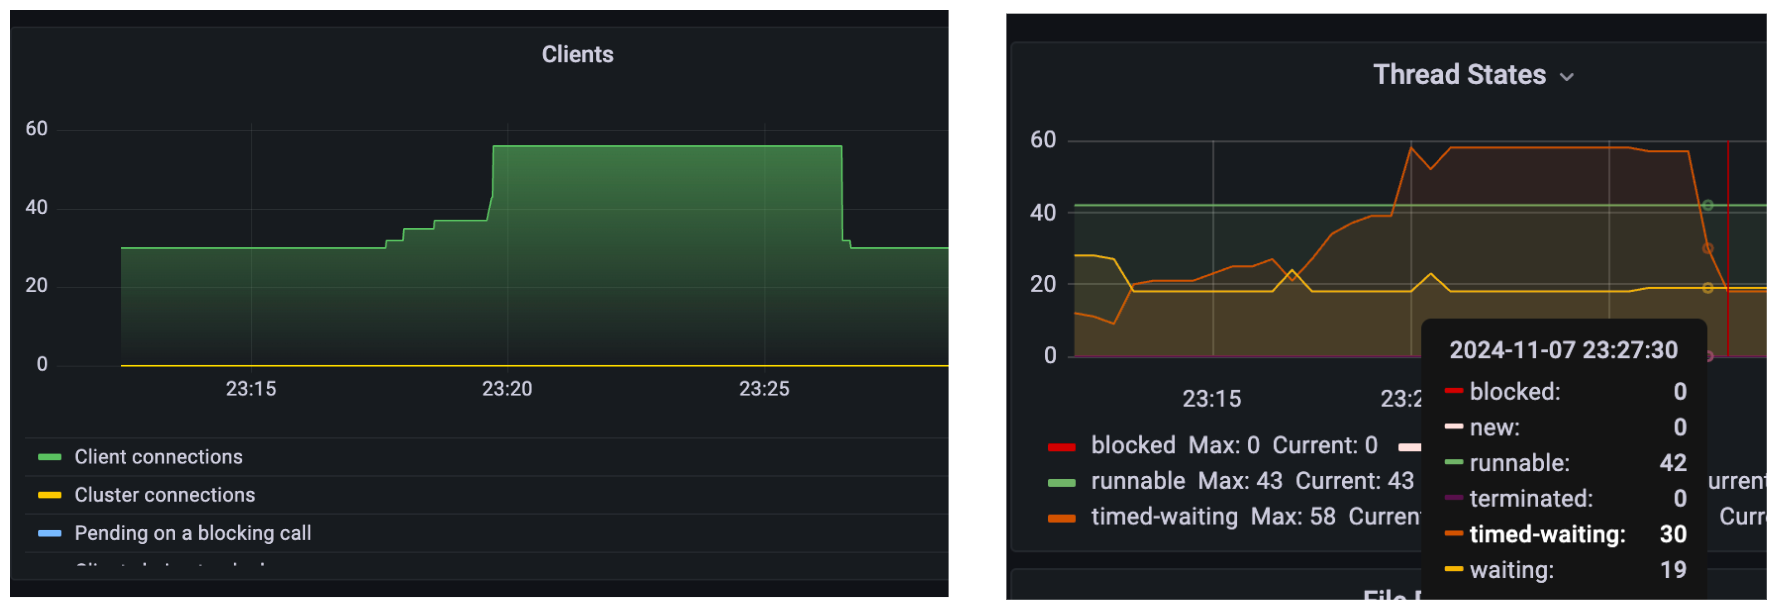 Clients
60
40
20
0
23:15 23:20 23:25
Client connections
Cluster connections
Pending on a blocking call
Thread States
60
40
20
0
23:15 23:2
2024-11-07 23:27:30
blocked: 0
new: 0
runnable: 42
terminated: 0
timed-waiting: 30
waiting: 19
blocked Max: 0 Current: 0
runnable Max: 43 Current: 43
urrent
timed-waiting Max: 58 Curren
Curr
File